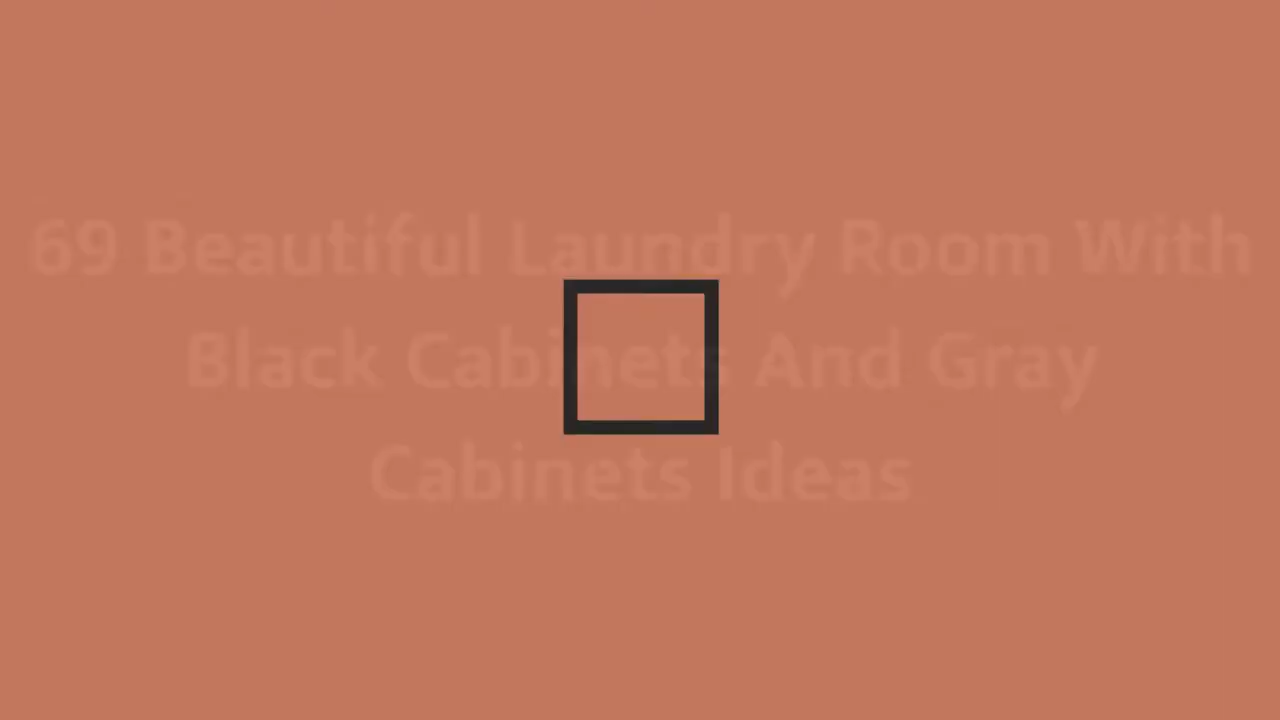 69 Beautiful Laundry Room With
Black Cabinets And Gray
Cabinets Ideas